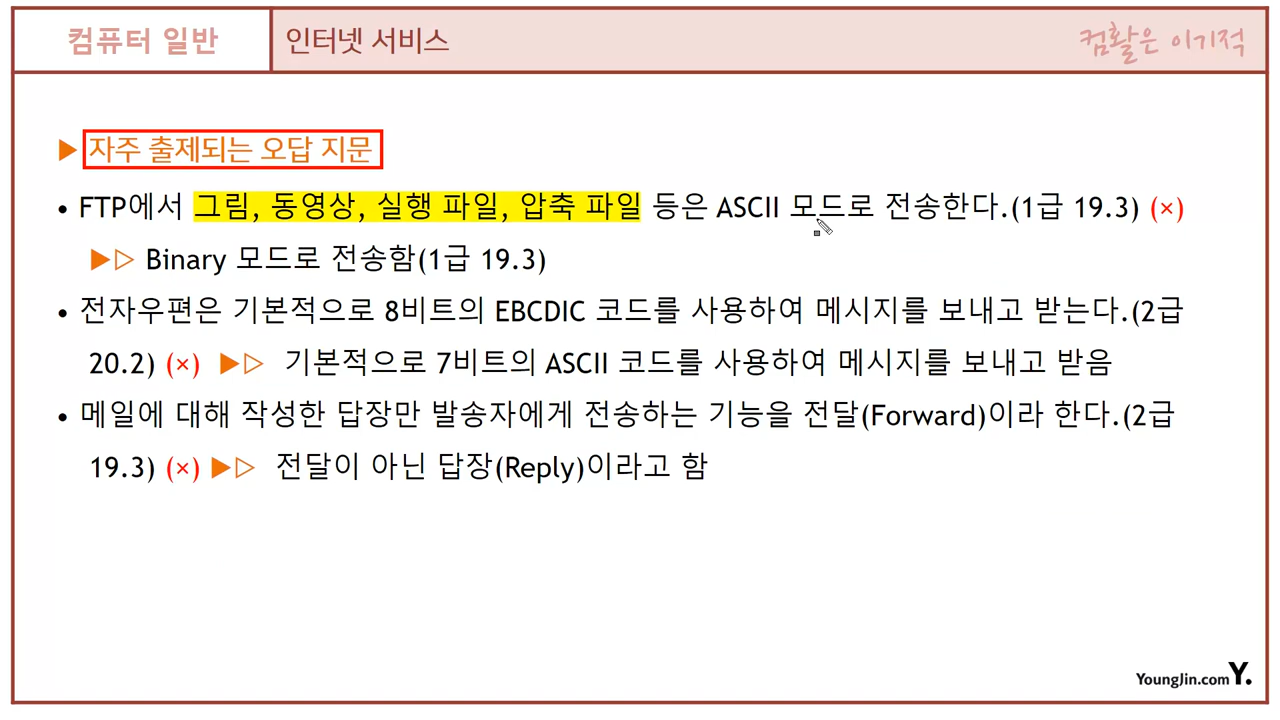 컴퓨터 일반
인터넷 서비스
컴활은 이기적
▶ 자주 출제되는 오답 지문
• FTP에서 그림, 동영상, 실행 파일, 압축 파일 등은 ASCII 모드로 전송한다.(1급 19.3) (×)
▶▷ Binary 모드로 전송함(1급 19.3)
• 전자우편은 기본적으로 8비트의 EBCDIC 코드를 사용하여 메시지를 보내고 받는다.(2급
20.2) (×) ▶▷ 기본적으로 7비트의 ASCII 코드를 사용하여 메시지를 보내고 받음
• 메일에 대해 작성한 답장만 발송자에게 전송하는 기능을 전달(Forward)이라 한다.(2급
19.3) (×) ▶▷ 전달이 아닌 답장(Reply)이라고 함
YoungJin.com Y.